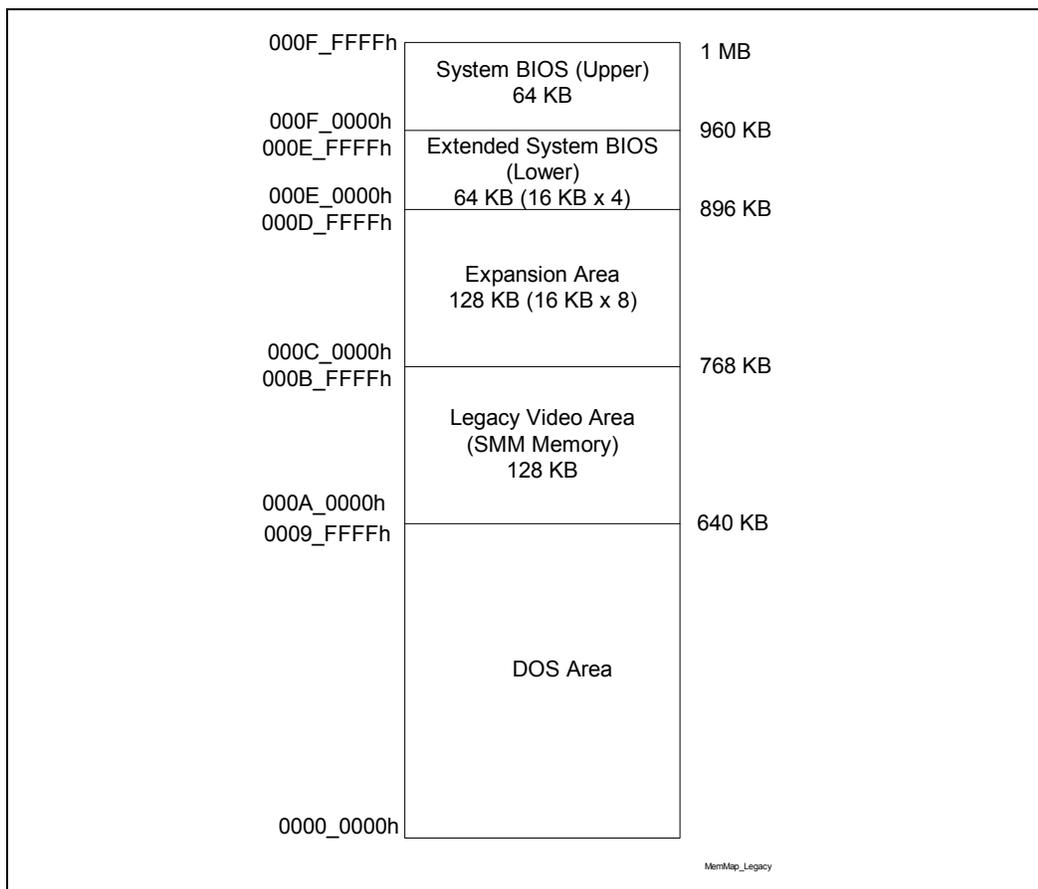 000F_FFFFh
1 MB
System BIOS (Upper)
64 KB
000F_0000h
960 KB
000E_FFFFh
Extended System BIOS
(Lower)
64 KB (16 KB x 4)
000E_0000h
896 KB
000D_FFFFh
Expansion Area
128 KB (16 KB x 8)
000C_0000h
768 KB
000B_FFFFh
Legacy Video Area
(SMM Memory)
128 KB
000A_0000h
640 KB
0009_FFFFh
DOS Area
0000_0000h
MemMap_Legacy